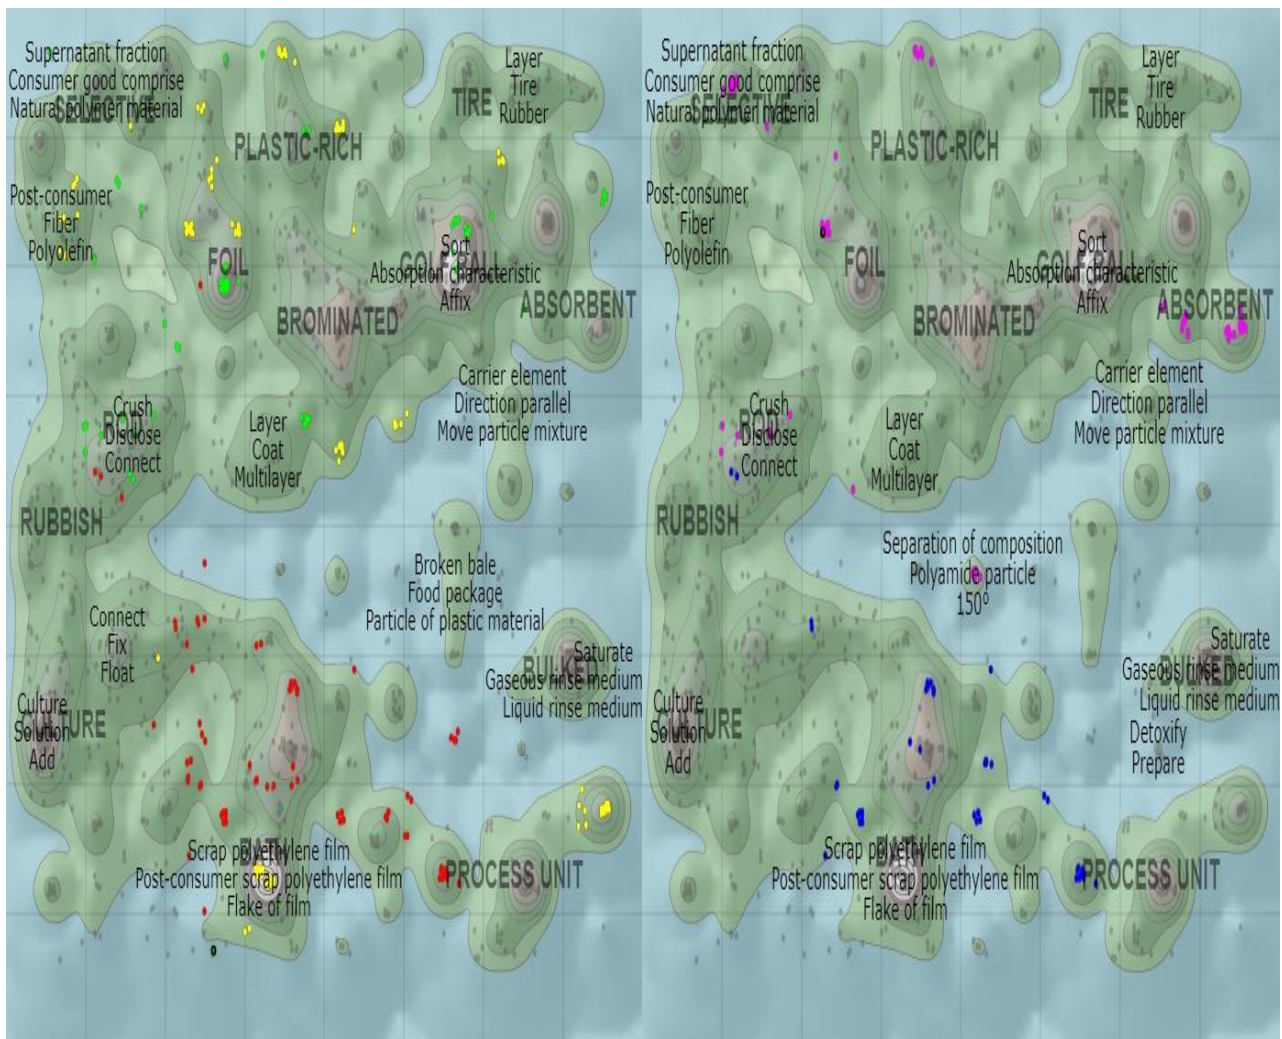 Supernatant fraction
Consumer good comprise
Natural polymer material
SELECTIVE
Layer
Tire
Rubber
TIRE
PLASTIC-RICH
Post-consumer
Fiber
Polyolefin
FOIL
Sort
Absorption characteristic
Affix
BROMINATED
ABSORBENT
Carrier element
Direction parallel
Move particle mixture
Crush
Disclose
Connect
Layer
Coat
Multilayer
RUBBISH
Broken bale
Food package
Particle of plastic material
Connect
Fix
Float
Saturate
Gaseous rinse medium
Liquid rinse medium
Culture
Solution
Add
Scrap polyethylene film
Post-consumer scrap polyethylene film
Flake of film
PROCESS UNIT
Supernatant fraction
Consumer good comprise
Natural polymer material
SELECTIVE
Layer
Tire
Rubber
TIRE
PLASTIC-RICH
Post-consumer
Fiber
Polyolefin
FOIL
Sort
Absorption characteristic
Affix
BROMINATED
ABSORBENT
Carrier element
Direction parallel
Move particle mixture
Crush
Disclose
Connect
Layer
Coat
Multilayer
RUBBISH
Separation of composition
Polyamide particle
150°
Saturate
Gaseous rinse medium
Liquid rinse medium
Detoxify
Prepare
Culture
Solution
Add
Scrap polyethylene film
Post-consumer scrap polyethylene film
Flake of film
PROCESS UNIT